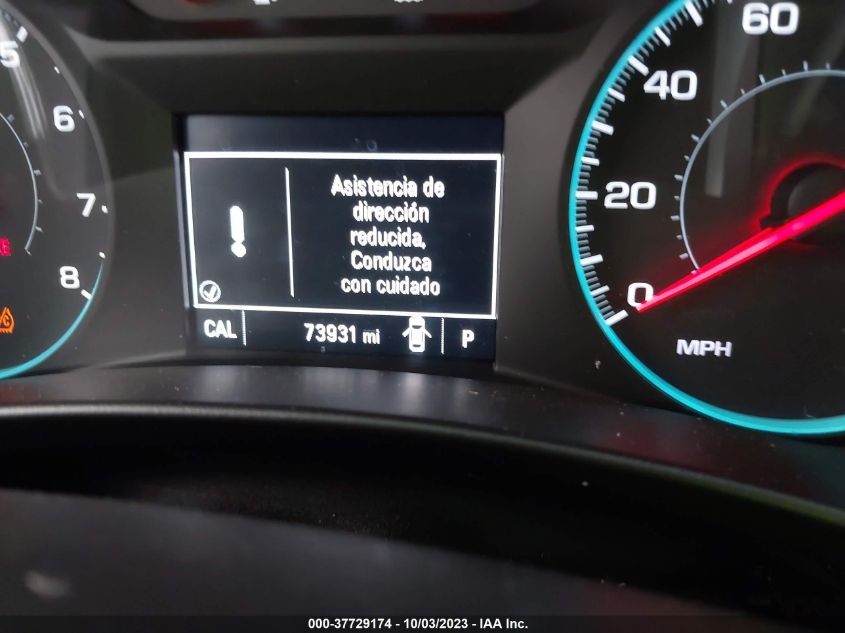 5
6
7
8
Asistencia de
dirección
reducida,
Conduzca
con cuidado
CAL
73931 mi
P
60
40
20
0
MPH
000-37729174 - 10/03/2023 - IAA Inc.